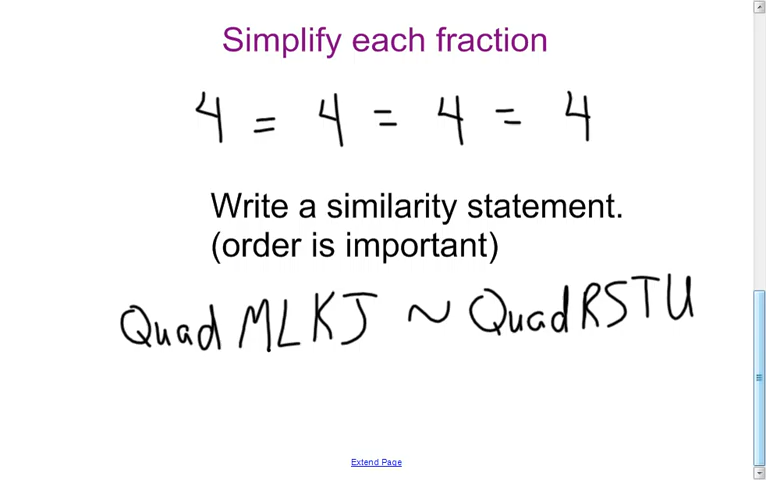 Simplify each fraction
4 = 4 = 4 = 4
Write a similarity statement.
(order is important)
Quad MLKJ ~ Quad RSTU
Extend Page